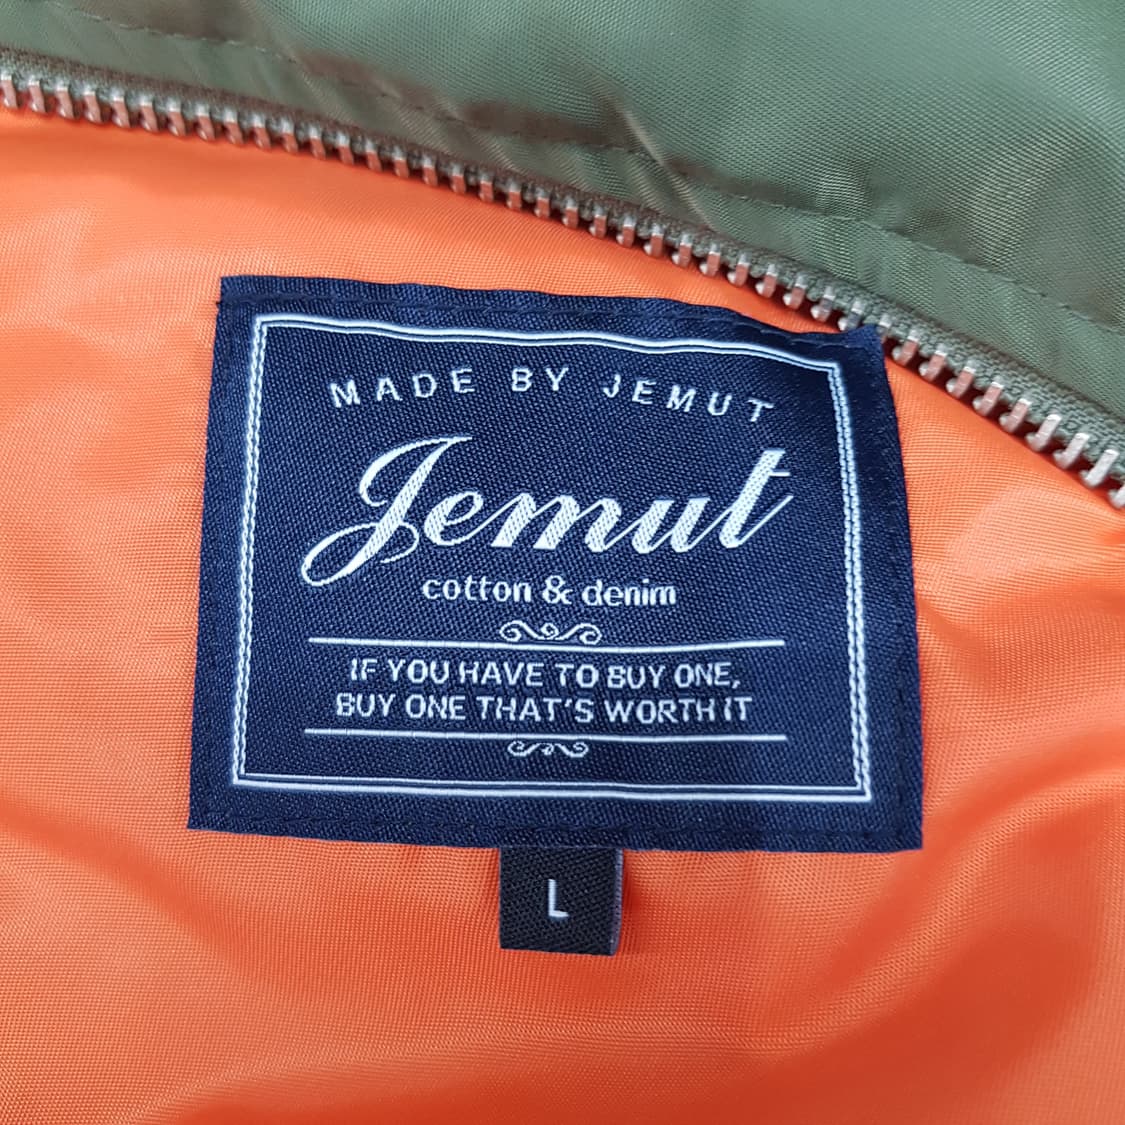 MADE BY JEMUT
Jemut
cotton & denim
IF YOU HAVE TO BUY ONE,
BUY ONE THAT'S WORTH IT
L